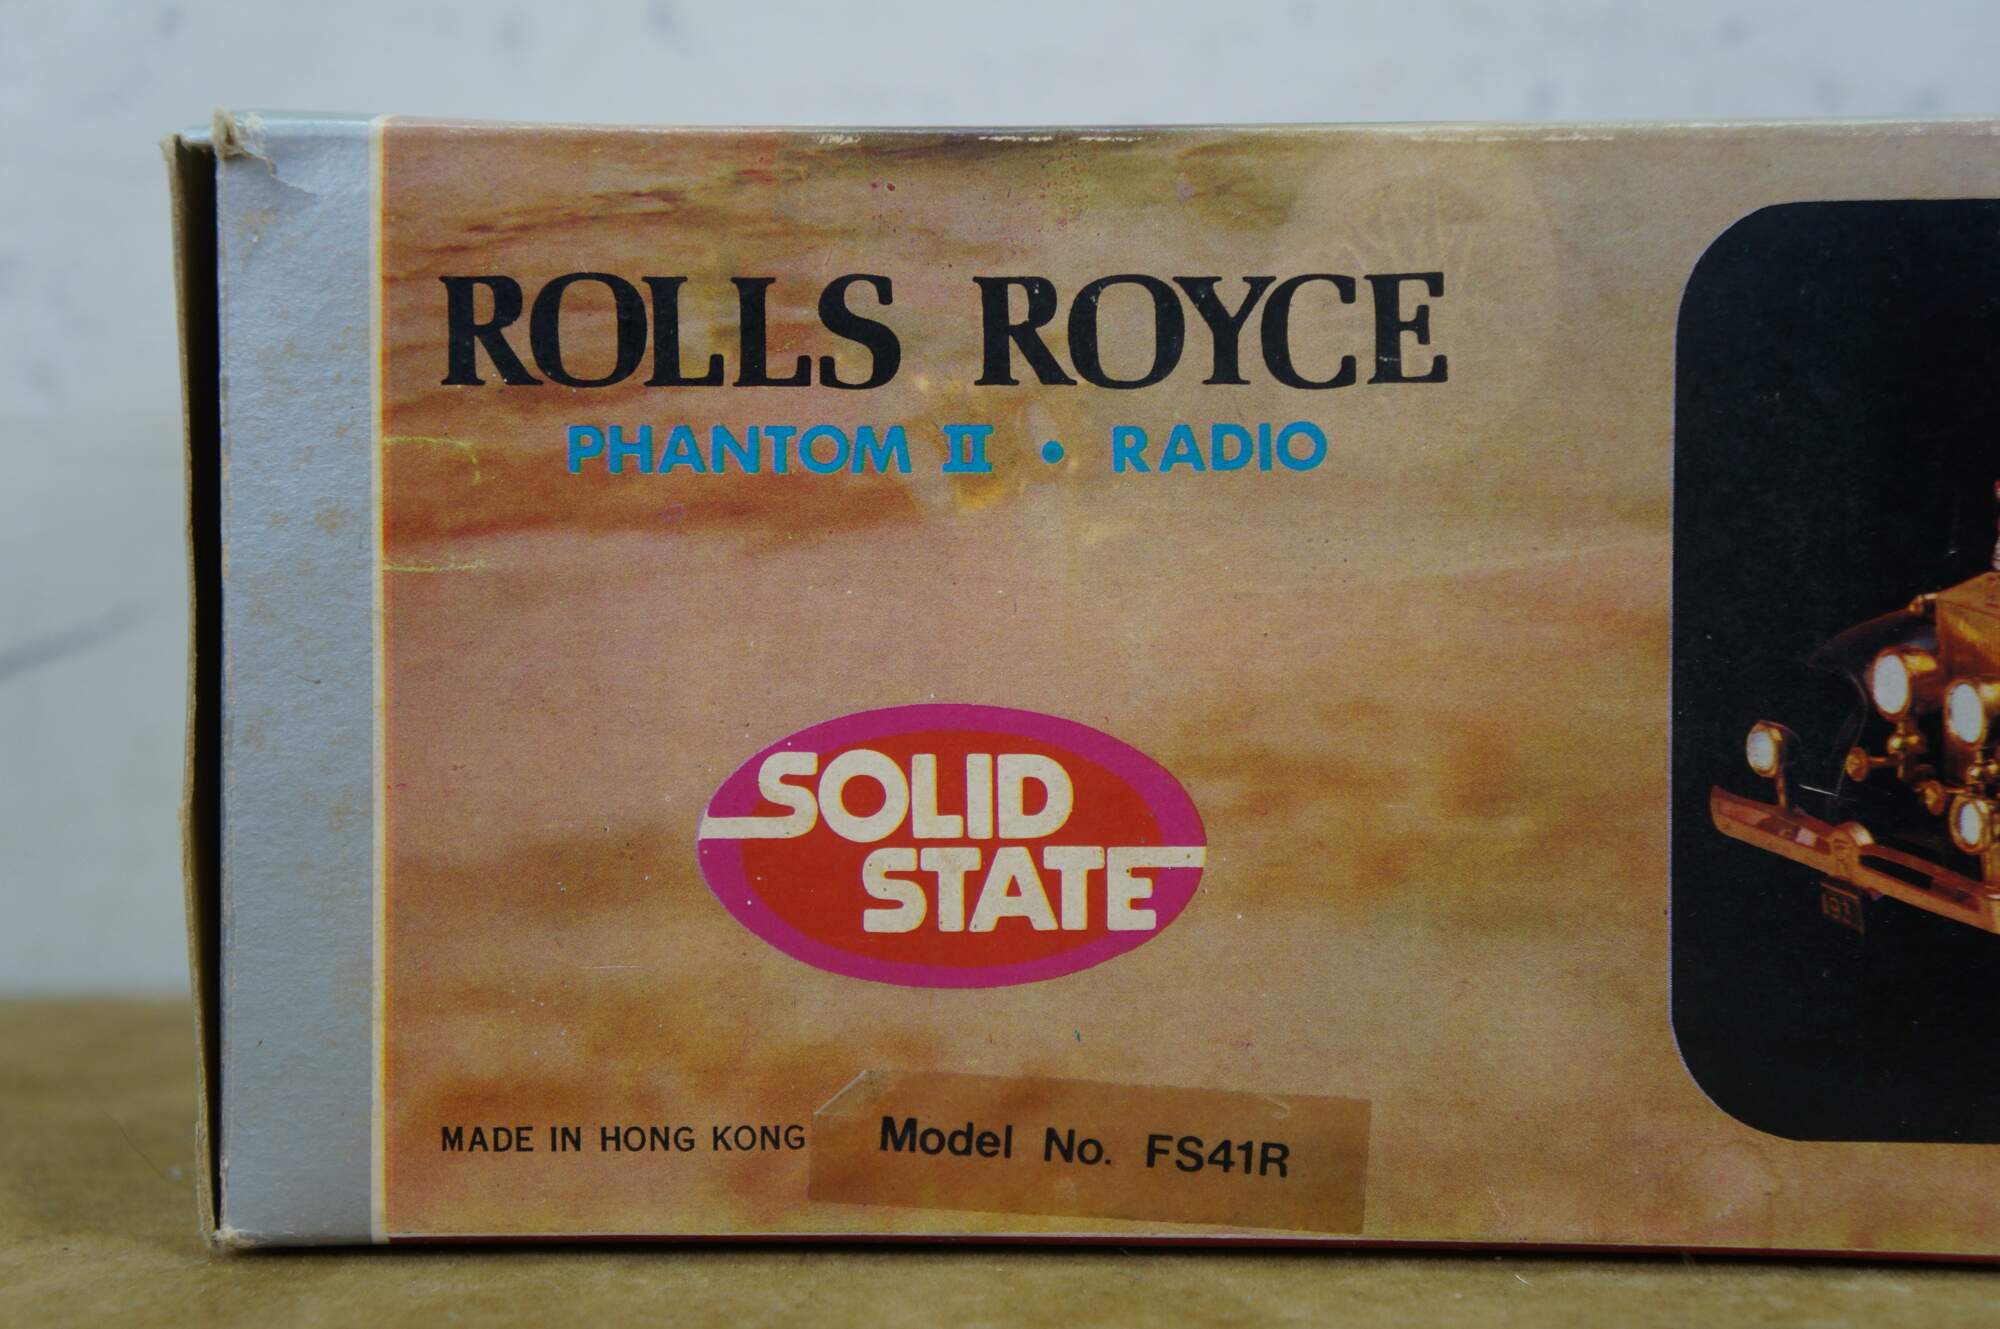 ROLLS ROYCE
PHANTOM II • RADIO
SOLID
STATE
MADE IN HONG KONG
Model No. FS41R